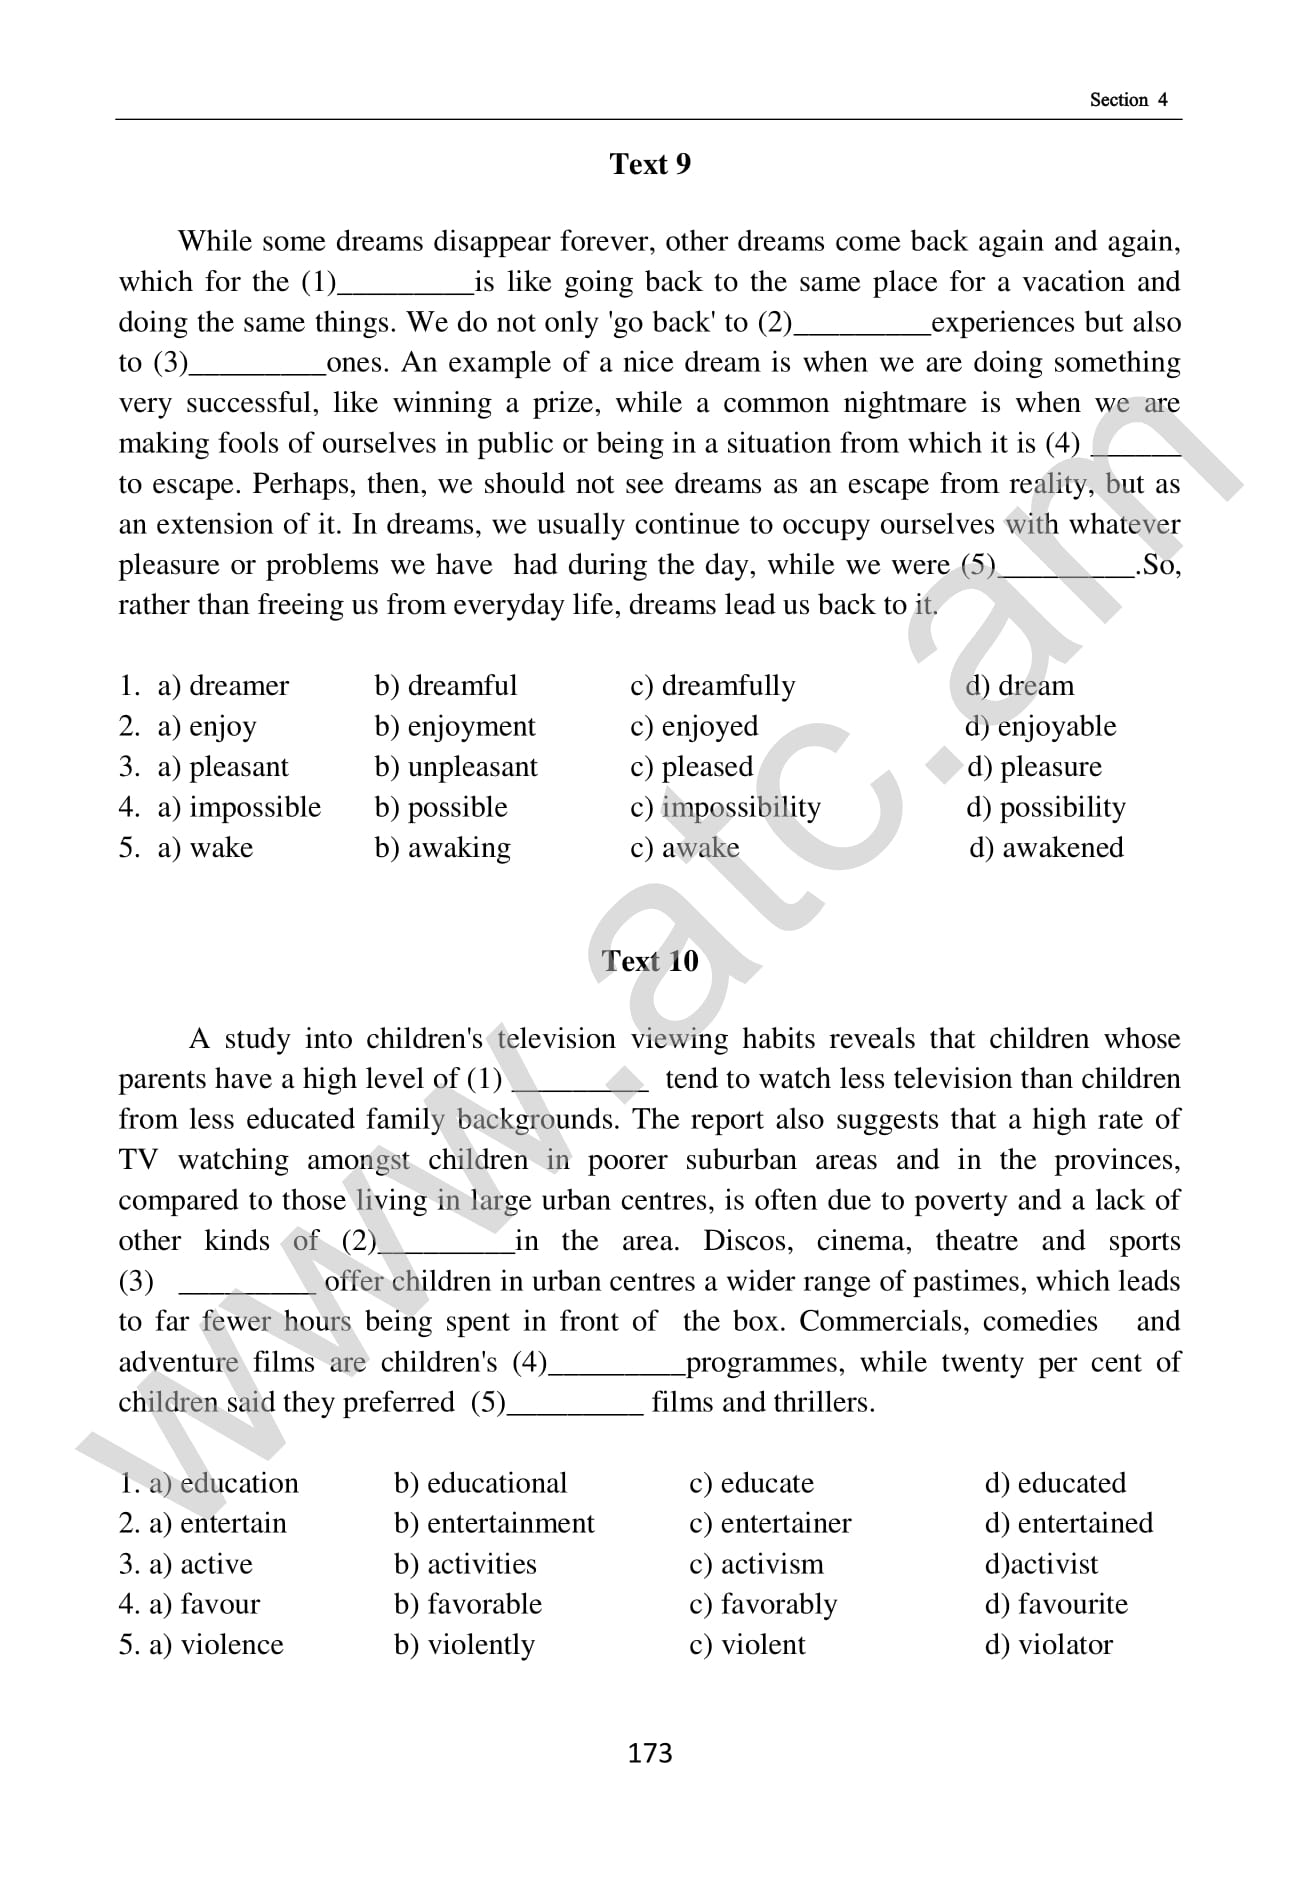 Section 4
Text 9
While some dreams disappear forever, other dreams come back again and again,
which for the (1)_________is like going back to the same place for a vacation and
doing the same things. We do not only 'go back' to (2)_________experiences but also
to (3)_________ones. An example of a nice dream is when we are doing something
very successful, like winning a prize, while a common nightmare is when we are
making fools of ourselves in public or being in a situation from which it is (4) ______
to escape. Perhaps, then, we should not see dreams as an escape from reality, but as
an extension of it. In dreams, we usually continue to occupy ourselves with whatever
pleasure or problems we have had during the day, while we were (5)_________.So,
rather than freeing us from everyday life, dreams lead us back to it.
1. a) dreamer b) dreamful c) dreamfully d) dream
2. a) enjoy b) enjoyment c) enjoyed d) enjoyable
3. a) pleasant b) unpleasant c) pleased d) pleasure
4. a) impossible b) possible c) impossibility d) possibility
5. a) wake b) awaking c) awake d) awakened
Text 10
A study into children's television viewing habits reveals that children whose
parents have a high level of (1) _________ tend to watch less television than children
from less educated family backgrounds. The report also suggests that a high rate of
TV watching amongst children in poorer suburban areas and in the provinces,
compared to those living in large urban centres, is often due to poverty and a lack of
other kinds of (2)_________in the area. Discos, cinema, theatre and sports
(3) _________ offer children in urban centres a wider range of pastimes, which leads
to far fewer hours being spent in front of the box. Commercials, comedies and
adventure films are children's (4)_________programmes, while twenty per cent of
children said they preferred (5)_________ films and thrillers.
1. a) education b) educational c) educate d) educated
2. a) entertain b) entertainment c) entertainer d) entertained
3. a) active b) activities c) activism d)activist
4. a) favour b) favorable c) favorably d) favourite
5. a) violence b) violently c) violent d) violator
173
www.atc.am